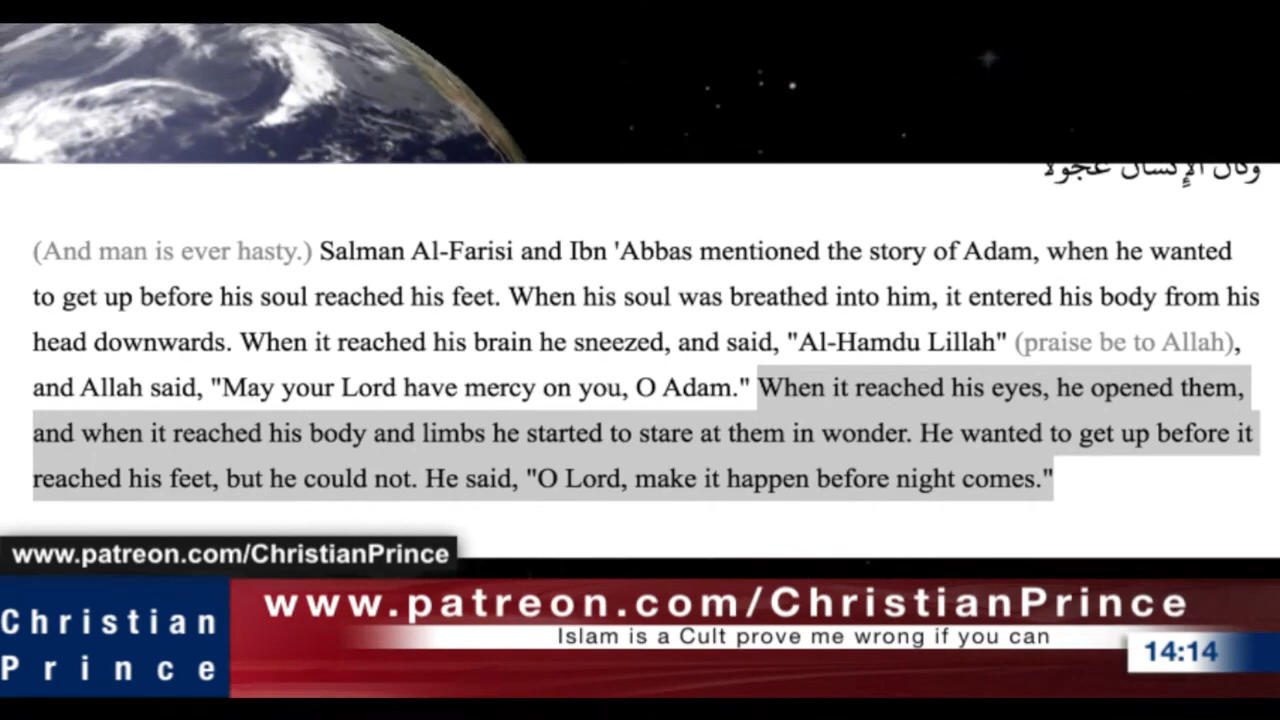 وكان الإنسان عجولا
(And man is ever hasty.) Salman Al-Farisi and Ibn 'Abbas mentioned the story of Adam, when he wanted
to get up before his soul reached his feet. When his soul was breathed into him, it entered his body from his
head downwards. When it reached his brain he sneezed, and said, "Al-Hamdu Lillah" (praise be to Allah),
and Allah said, "May your Lord have mercy on you, O Adam." When it reached his eyes, he opened them,
and when it reached his body and limbs he started to stare at them in wonder. He wanted to get up before it
reached his feet, but he could not. He said, "O Lord, make it happen before night comes."
www.patreon.com/ChristianPrince
www.patreon.com/ChristianPrince
Islam is a Cult prove me wrong if you can
Christian
Prince
14:14